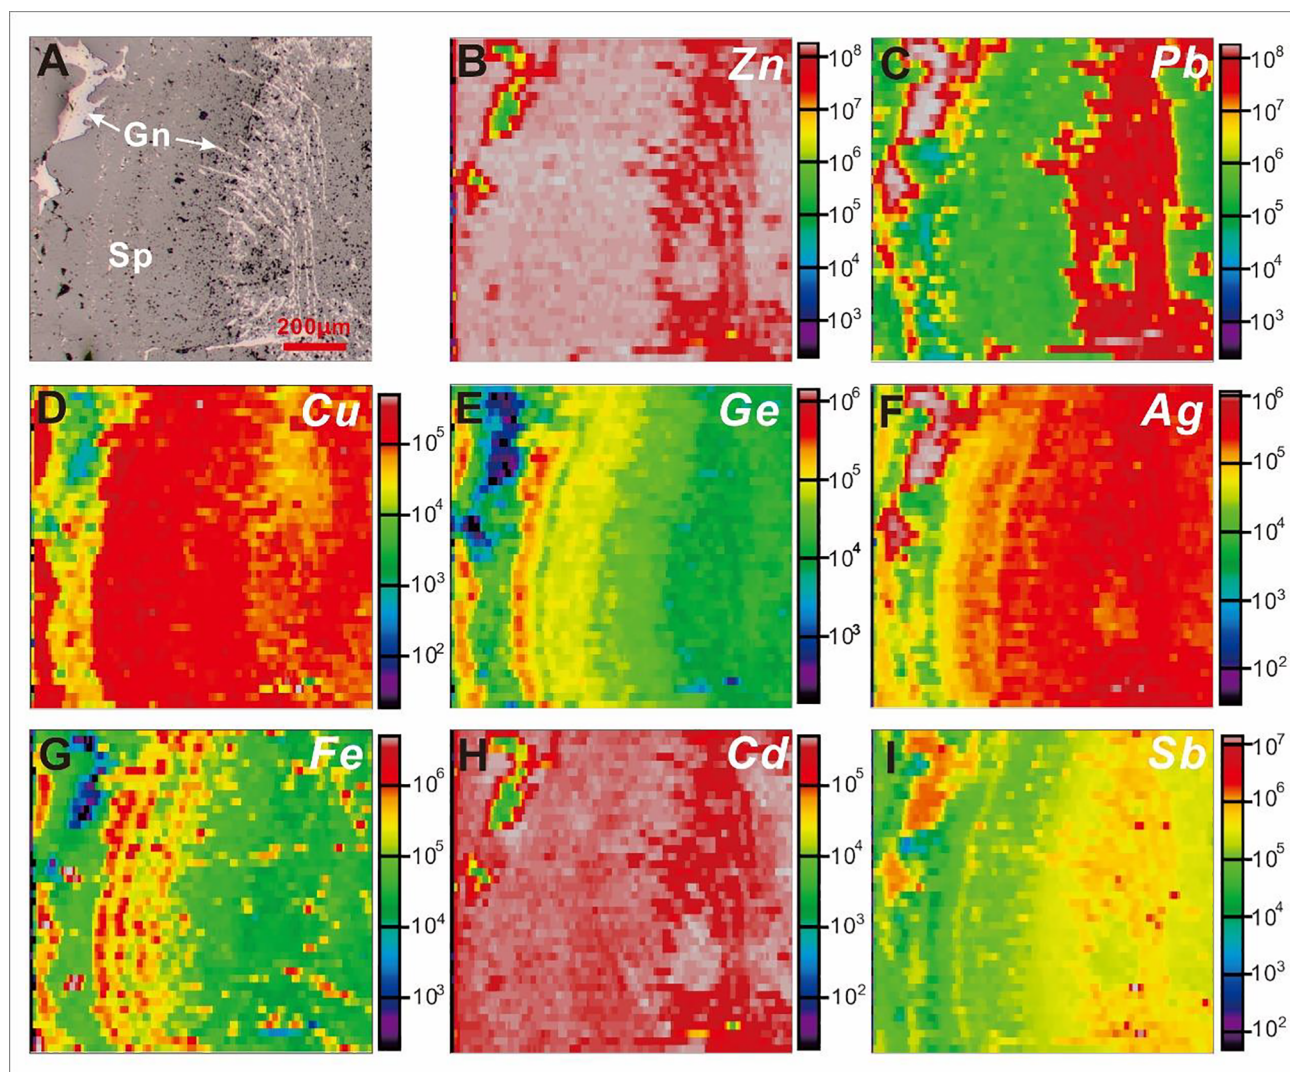 A
Gn
Sp
200μm
B
Zn
10⁸
10⁷
10⁶
10⁵
10⁴
10³
C
Pb
10⁸
10⁷
10⁶
10⁵
10⁴
10³
D
Cu
10⁵
10⁴
10³
10²
E
Ge
10⁶
10⁵
10⁴
10³
F
Ag
10⁶
10⁵
10⁴
10³
10²
G
Fe
10⁶
10⁵
10⁴
10³
H
Cd
10⁵
10⁴
10³
10²
I
Sb
10⁷
10⁶
10⁵
10⁴
10³
10²